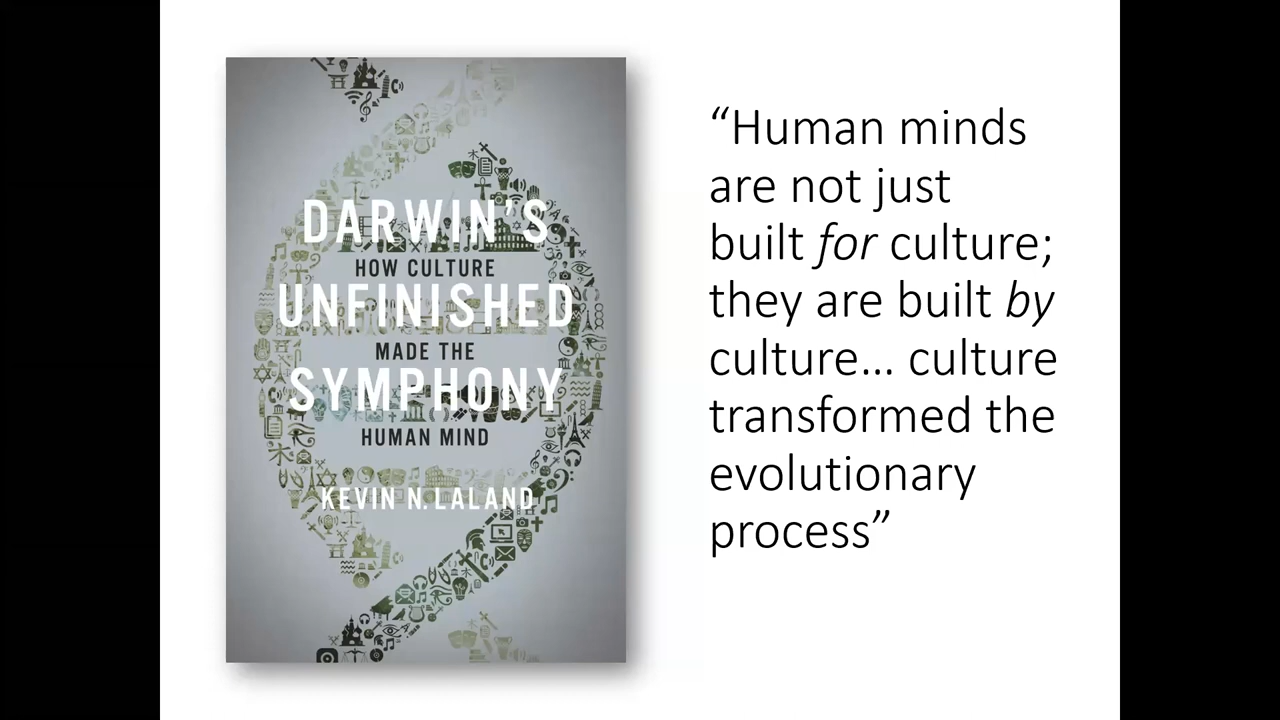 DARWIN'S
HOW CULTURE
UNFINISHED
MADE THE
SYMPHONY
HUMAN MIND
KEVIN N. LALAND
“Human minds
are not just
built for culture;
they are built by
culture… culture
transformed the
evolutionary
process”